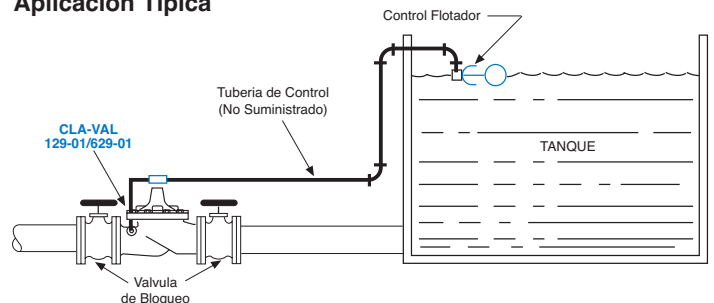 Aplicación Típica
Control Flotador
Tuberia de Control
(No Suministrado)
CLA-VAL
129-01/629-01
TANQUE
Valvula
de Bloqueo